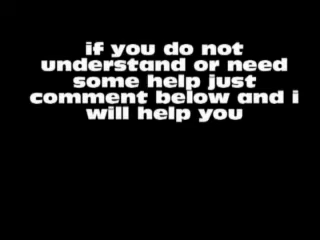 if you do not
understand or need
some help just
comment below and i
will help you